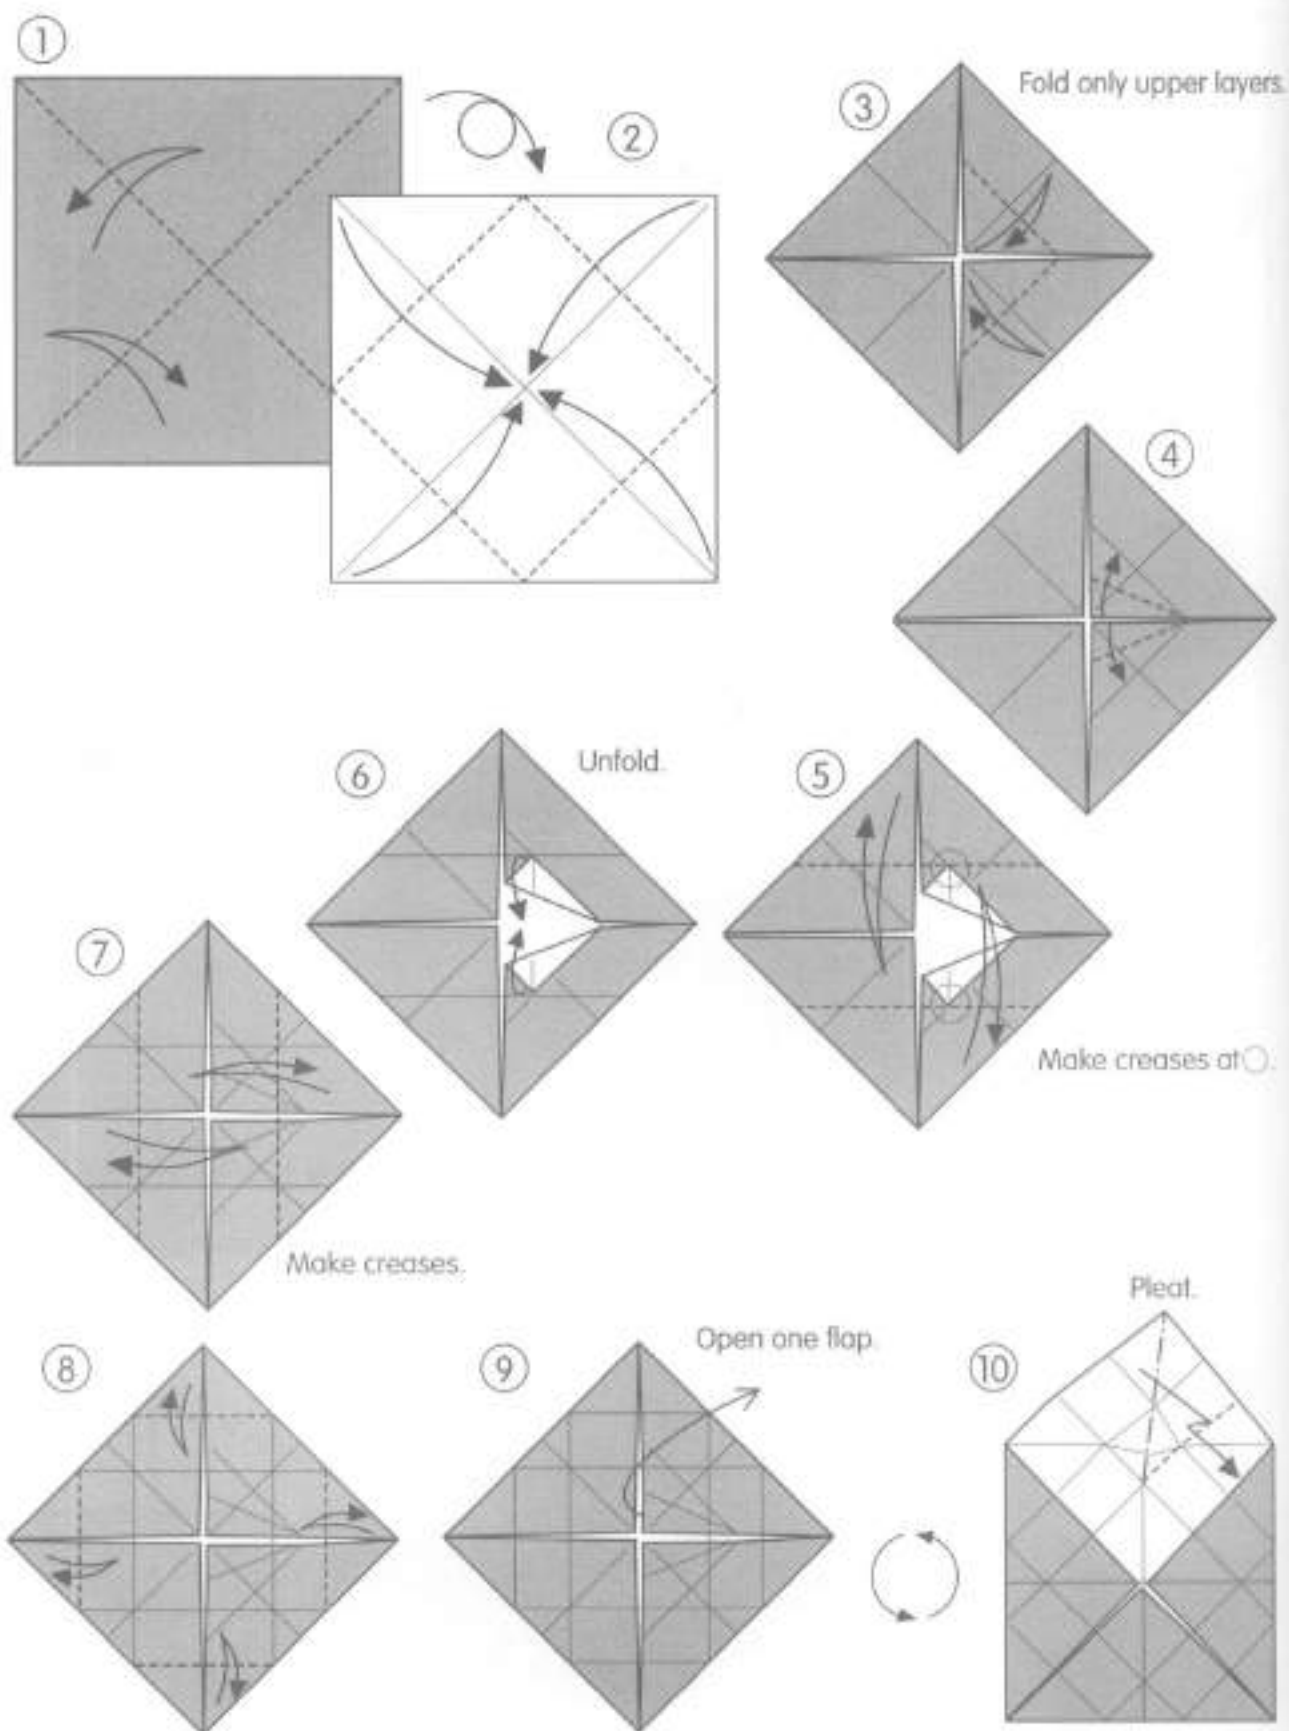 1
2
3
Fold only upper layers.
4
5
Make creases at
6
Unfold.
7
Make creases.
8
9
Open one flap.
10
Pleat.